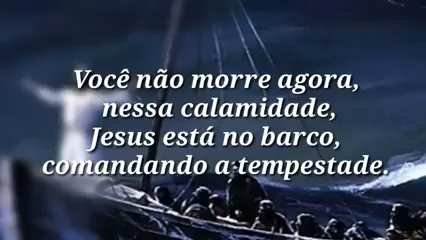 Você não morre agora,
nessa calamidade,
Jesus está no barco,
comandando a tempestade.